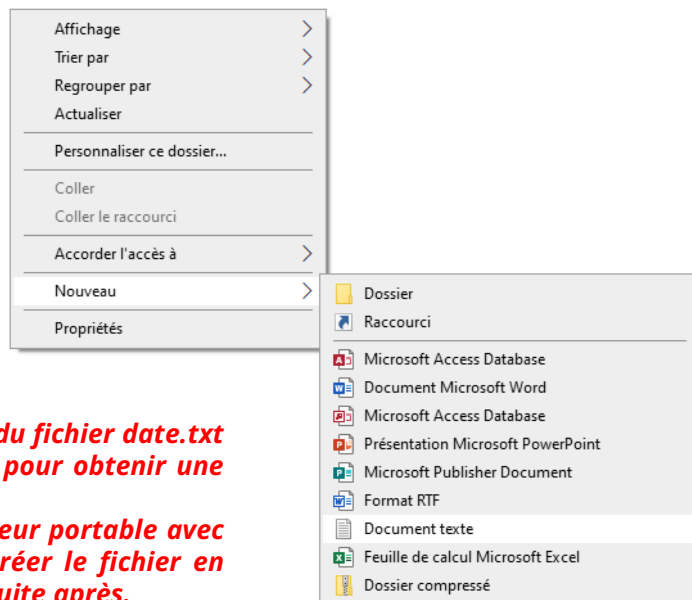 Affichage
Trier par
Regrouper par
Actualiser
Personnaliser ce dossier...
Coller
Coller le raccourci
Accorder l'accès à
Nouveau
Propriétés
Dossier
Raccourci
Microsoft Access Database
Document Microsoft Word
Microsoft Access Database
Présentation Microsoft PowerPoint
Microsoft Publisher Document
Format RTF
Document texte
Feuille de calcul Microsoft Excel
Dossier compressé
du fichier date.txt
pour obtenir une
eur portable avec
réer le fichier en
uite après.